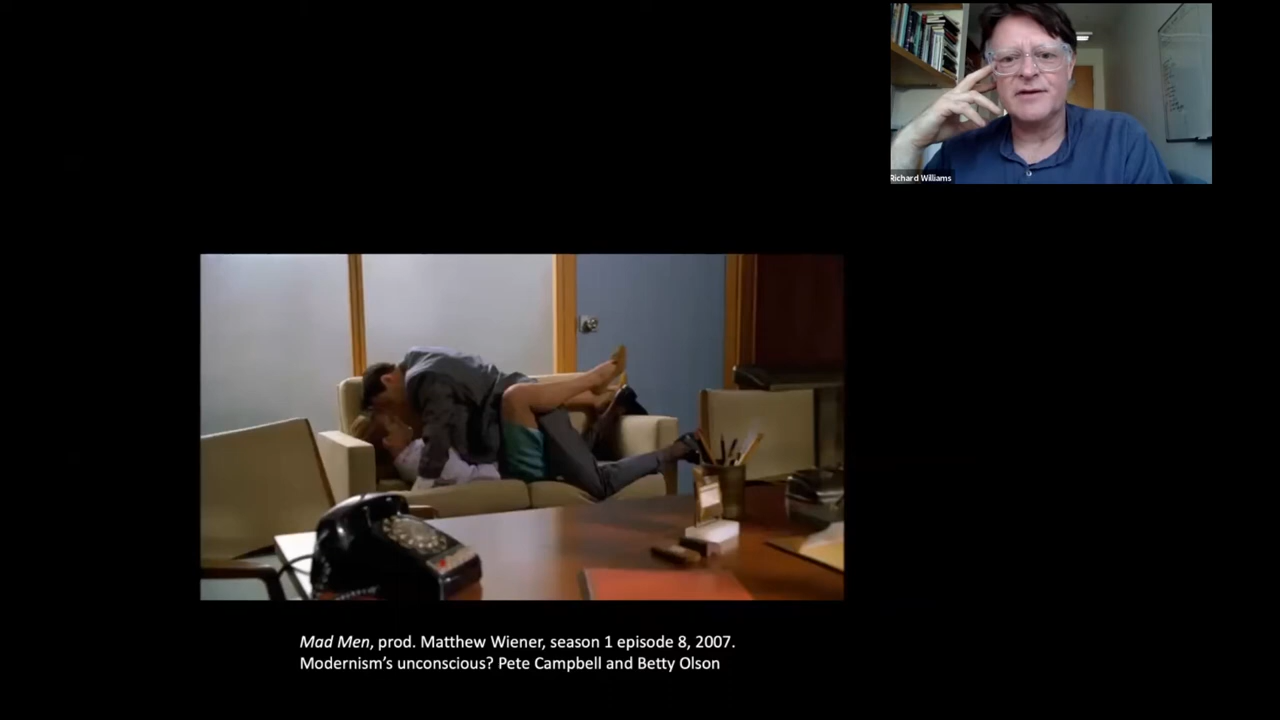 Richard Williams
Mad Men, prod. Matthew Wiener, season 1 episode 8, 2007.
Modernism’s unconscious? Pete Campbell and Betty Olson